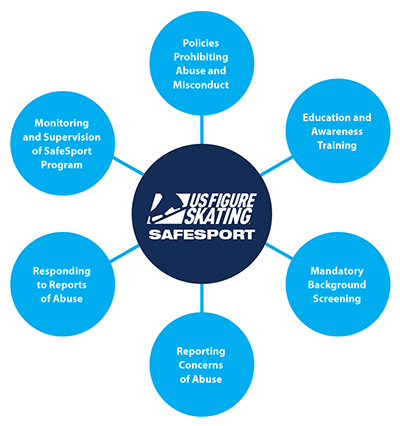 Policies
Prohibiting
Abuse and
Misconduct
Education and
Awareness
Training
Mandatory
Background
Screening
Reporting
Concerns
of Abuse
Responding
to Reports
of Abuse
Monitoring
and Supervision
of SafeSport
Program
US FIGURE
SKATING
SAFESPORT